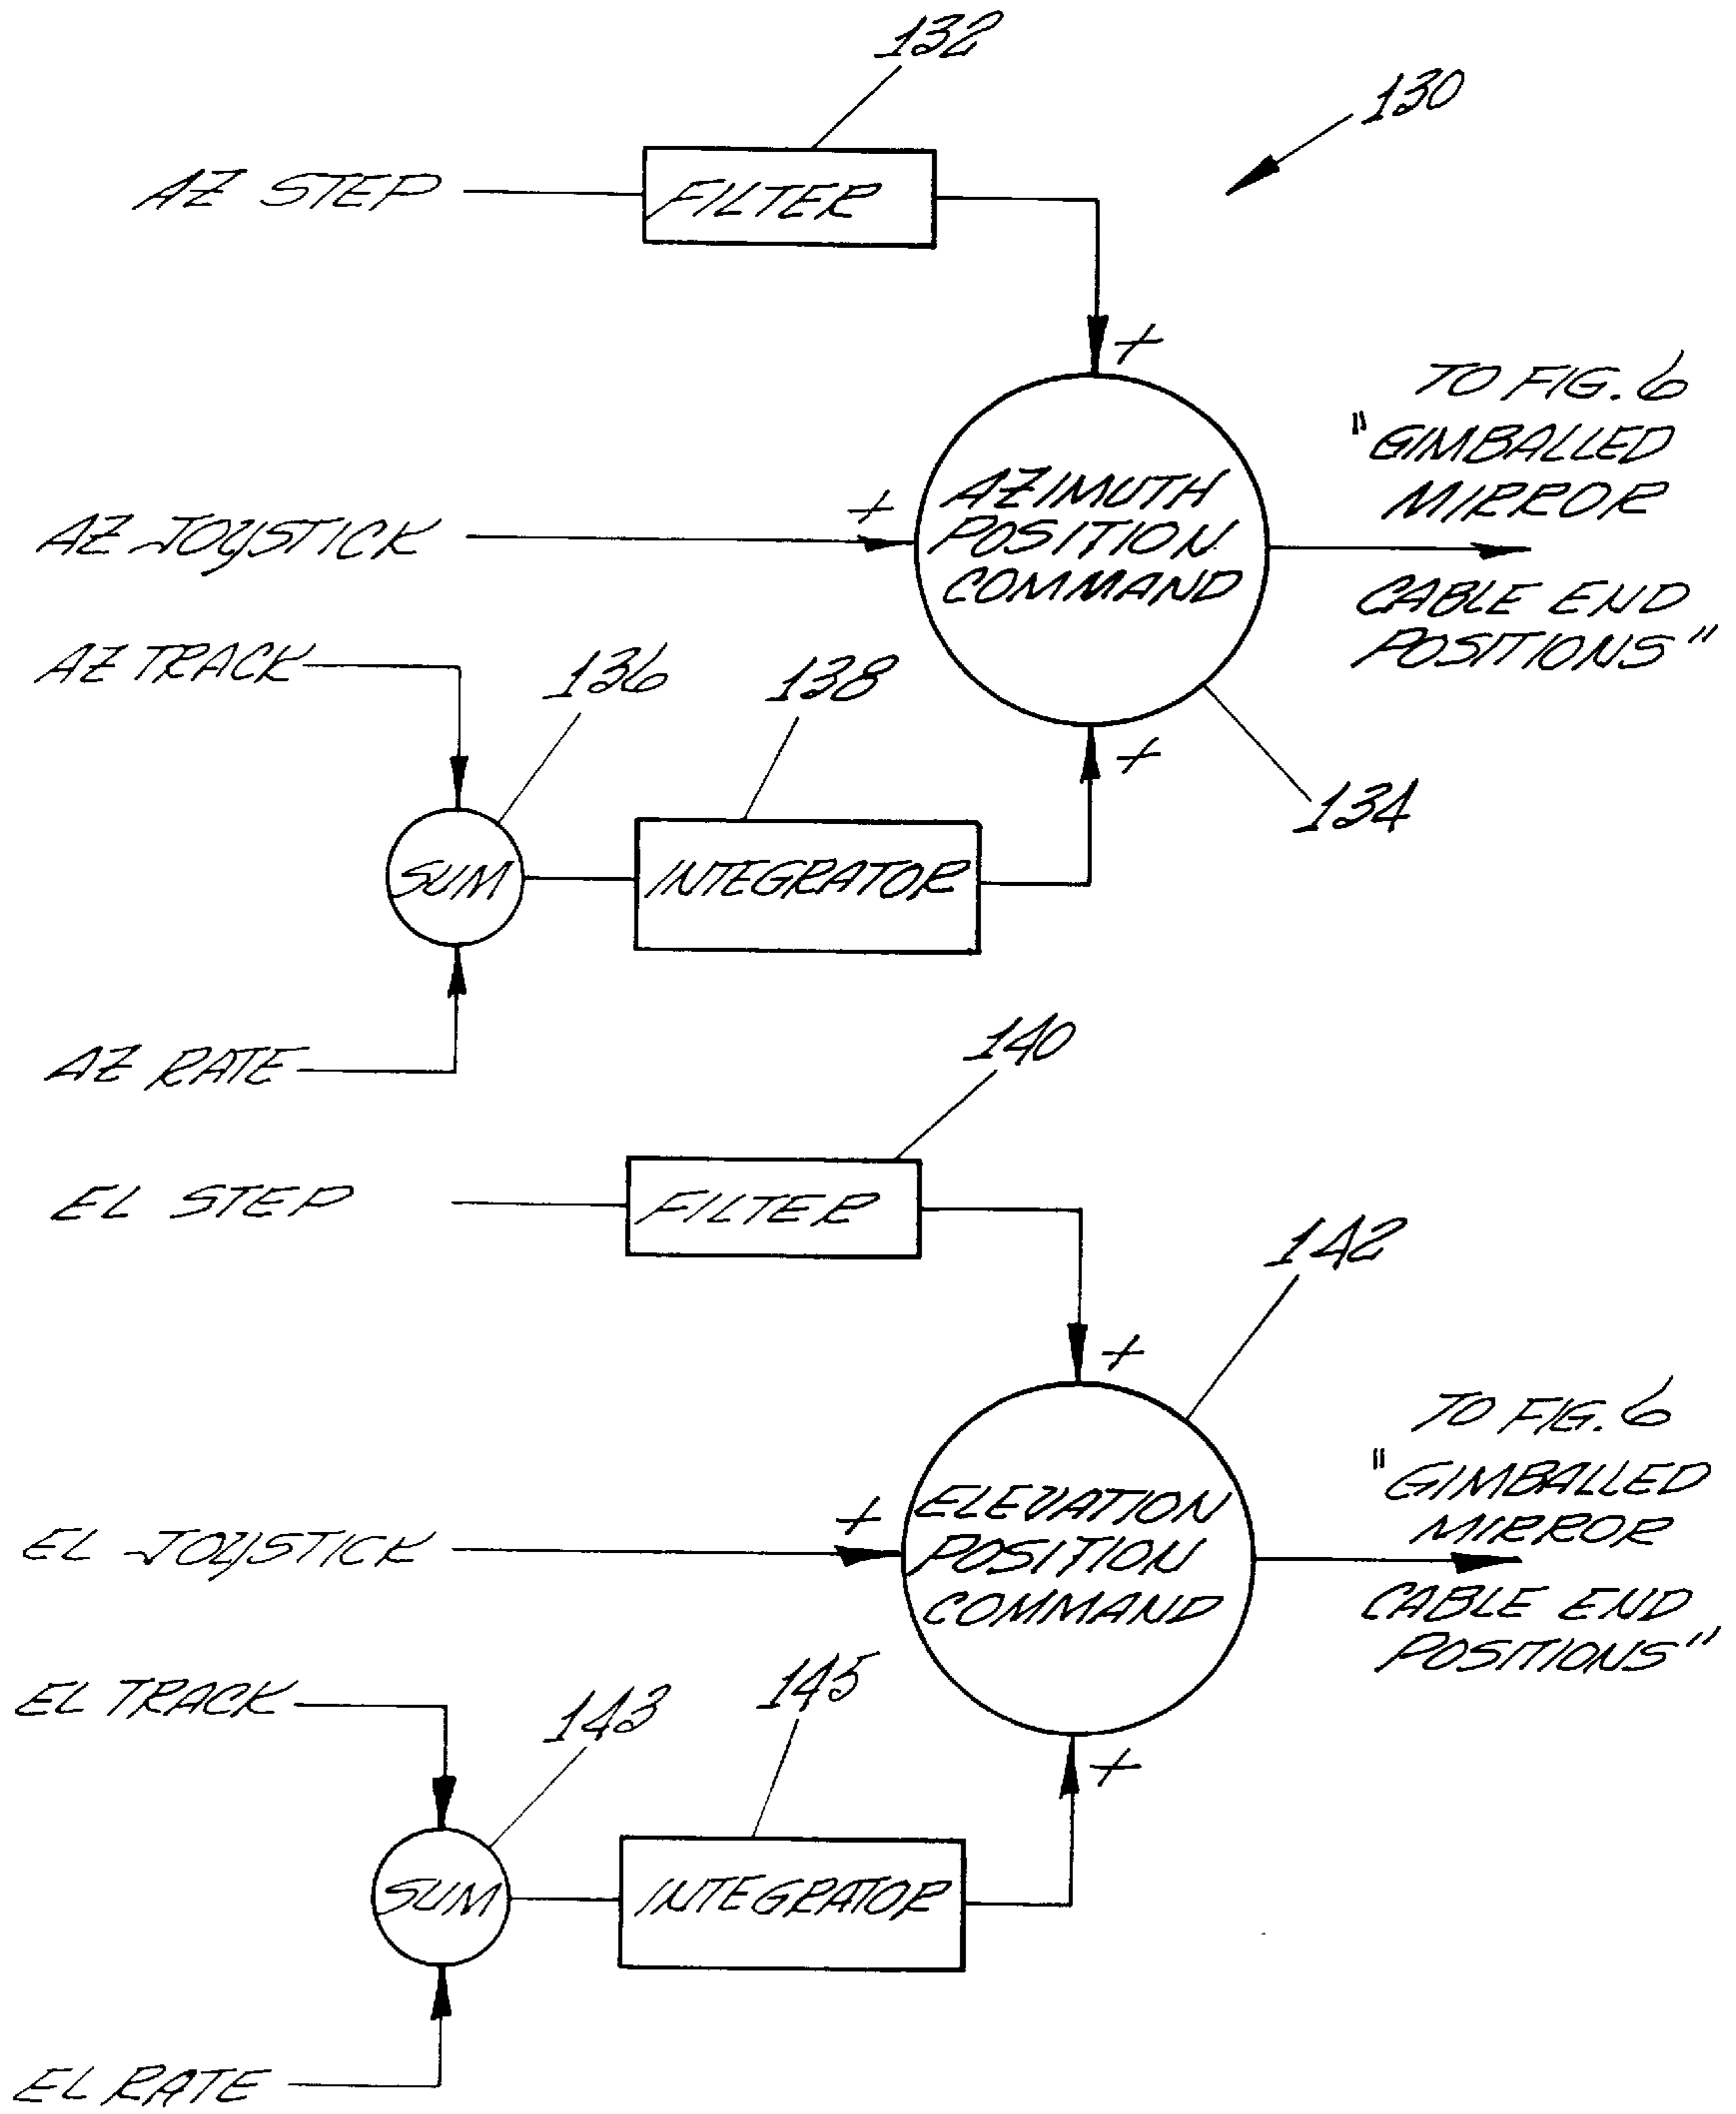 132
130
AZ STEP
FILTER
+
TO FIG. 6
"GIMBALLED
MIRROR
CABLE END
POSITIONS"
AZ JOYSTICK
+
AZIMUTH
POSITION
COMMAND
AZ TRACK
136
138
+
134
SUM
INTEGRATOR
AZ RATE
140
EL STEP
FILTER
142
+
TO FIG. 6
"GIMBALLED
MIRROR
CABLE END
POSITIONS"
EL JOYSTICK
+
ELEVATION
POSITION
COMMAND
EL TRACK
143
145
+
SUM
INTEGRATOR
EL RATE